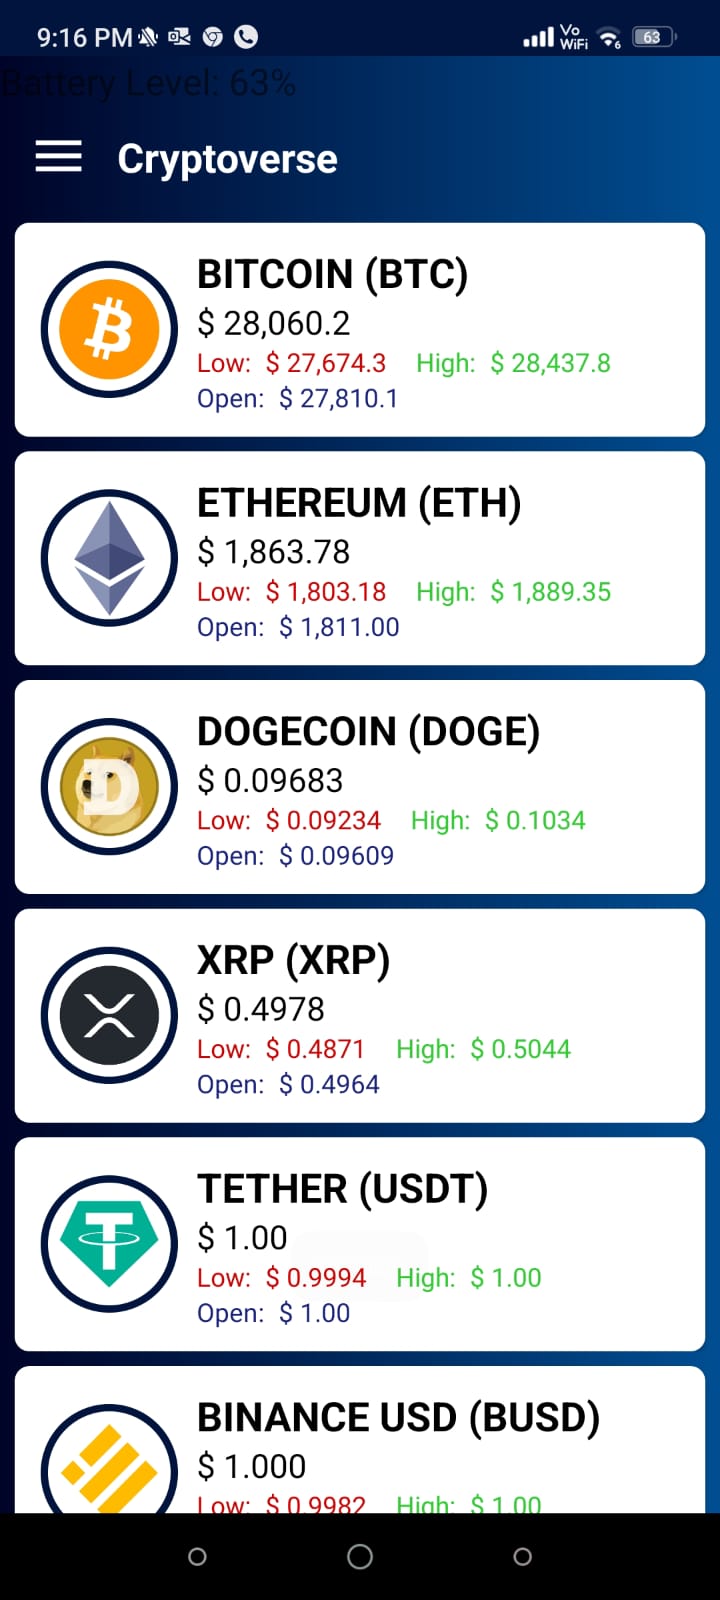 9:16 PM
Vo
WiFi
6
63
Battery Level: 63%
Cryptoverse
BITCOIN (BTC)
$ 28,060.2
Low: $ 27,674.3 High: $ 28,437.8
Open: $ 27,810.1
ETHEREUM (ETH)
$ 1,863.78
Low: $ 1,803.18 High: $ 1,889.35
Open: $ 1,811.00
D
DOGECOIN (DOGE)
$ 0.09683
Low: $ 0.09234 High: $ 0.1034
Open: $ 0.09609
XRP (XRP)
$ 0.4978
Low: $ 0.4871 High: $ 0.5044
Open: $ 0.4964
TETHER (USDT)
$ 1.00
Low: $ 0.9994 High: $ 1.00
Open: $ 1.00
BINANCE USD (BUSD)
$ 1.000
Low: $ 0.9982 High: $ 1.00